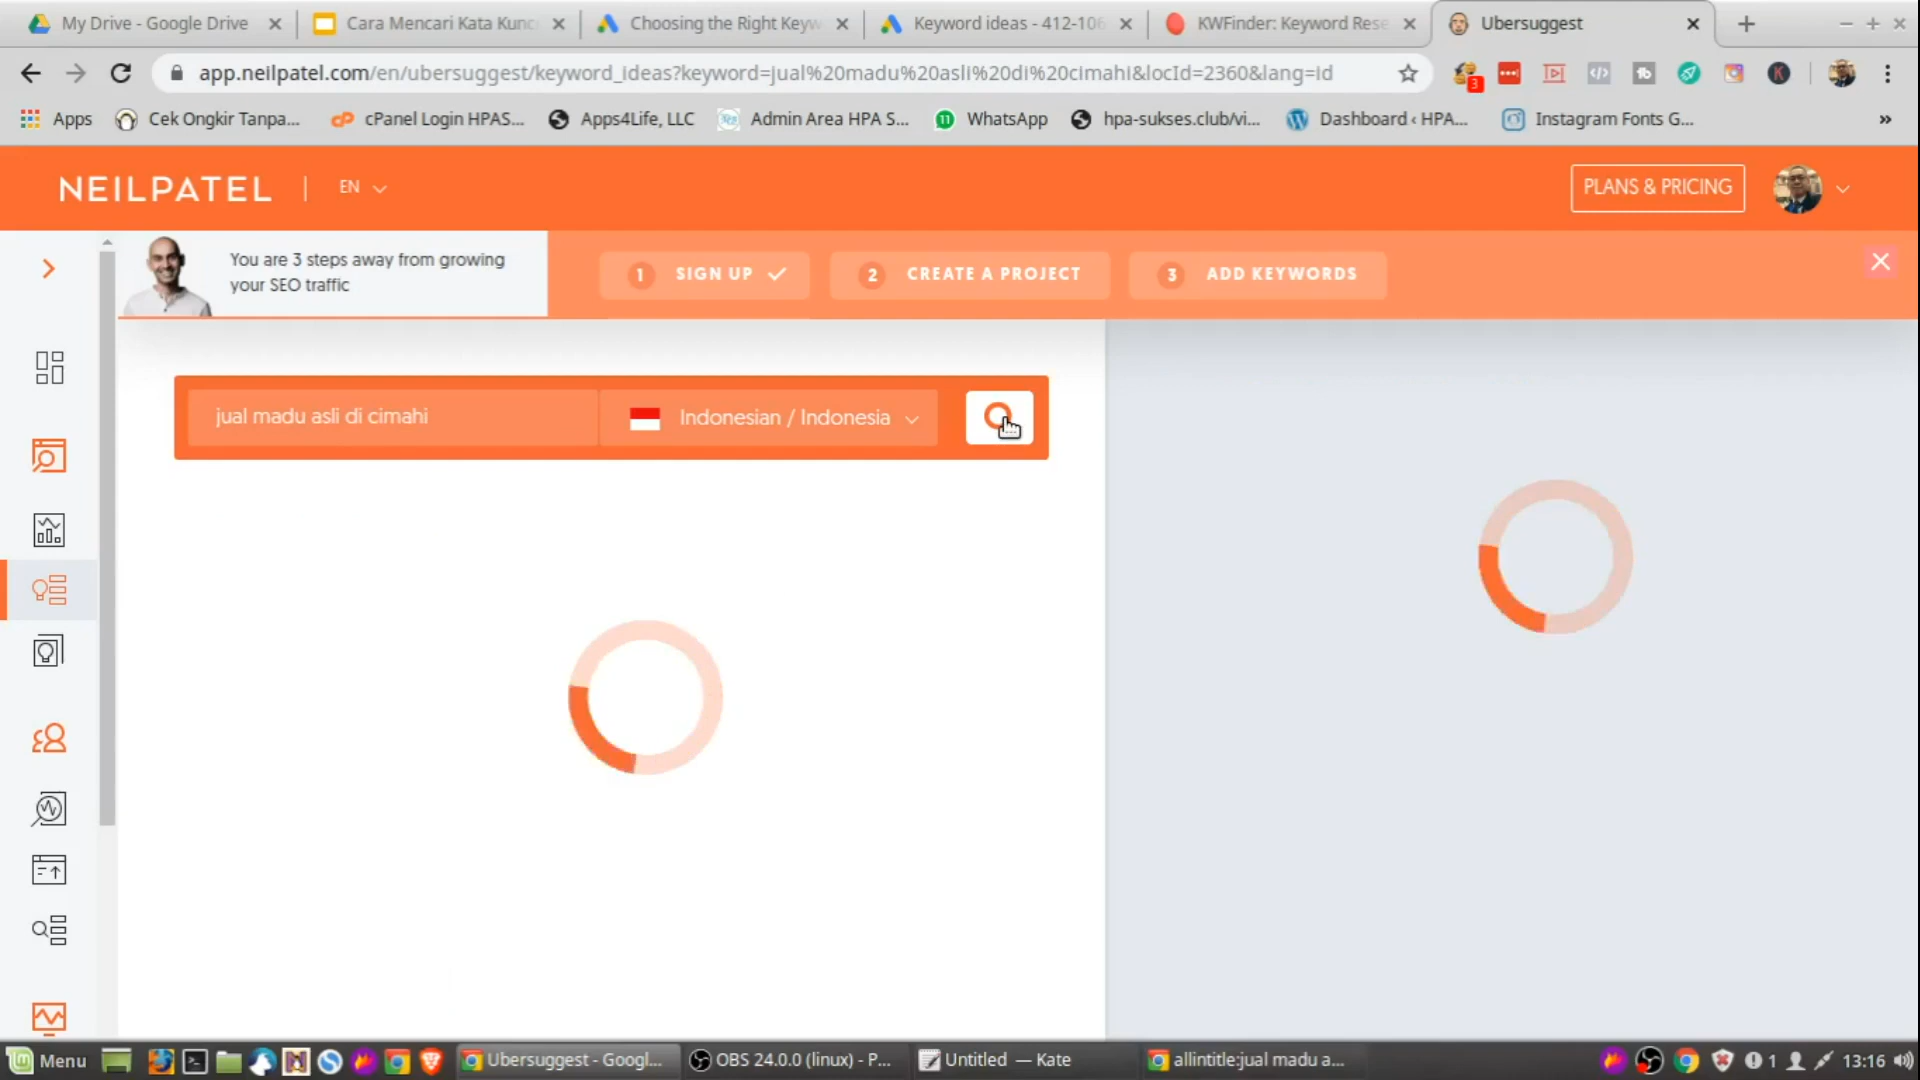 My Drive - Google Drive
Cara Mencari Kata Kunc
Choosing the Right Keyw
Keyword ideas - 412-106
KWFinder: Keyword Rese
Ubersuggest
app.neilpatel.com/en/ubersuggest/keyword_ideas?keyword=jual%20madu%20asli%20di%20cimahi&locId=2360&lang=id
3
Apps
Cek Ongkir Tanpa...
cPanel Login HPAS...
Apps4Life, LLC
Admin Area HPA S...
11
WhatsApp
hpa-sukses.club/vi...
Dashboard ‹ HPA...
Instagram Fonts G...
»
NEILPATEL
EN
PLANS & PRICING
You are 3 steps away from growing
your SEO traffic
1 SIGN UP
2 CREATE A PROJECT
3 ADD KEYWORDS
jual madu asli di cimahi
Indonesian / Indonesia
Menu
Ubersuggest - Googl...
OBS 24.0.0 (linux) - P...
Untitled — Kate
allintitle:jual madu a...
1
13:16